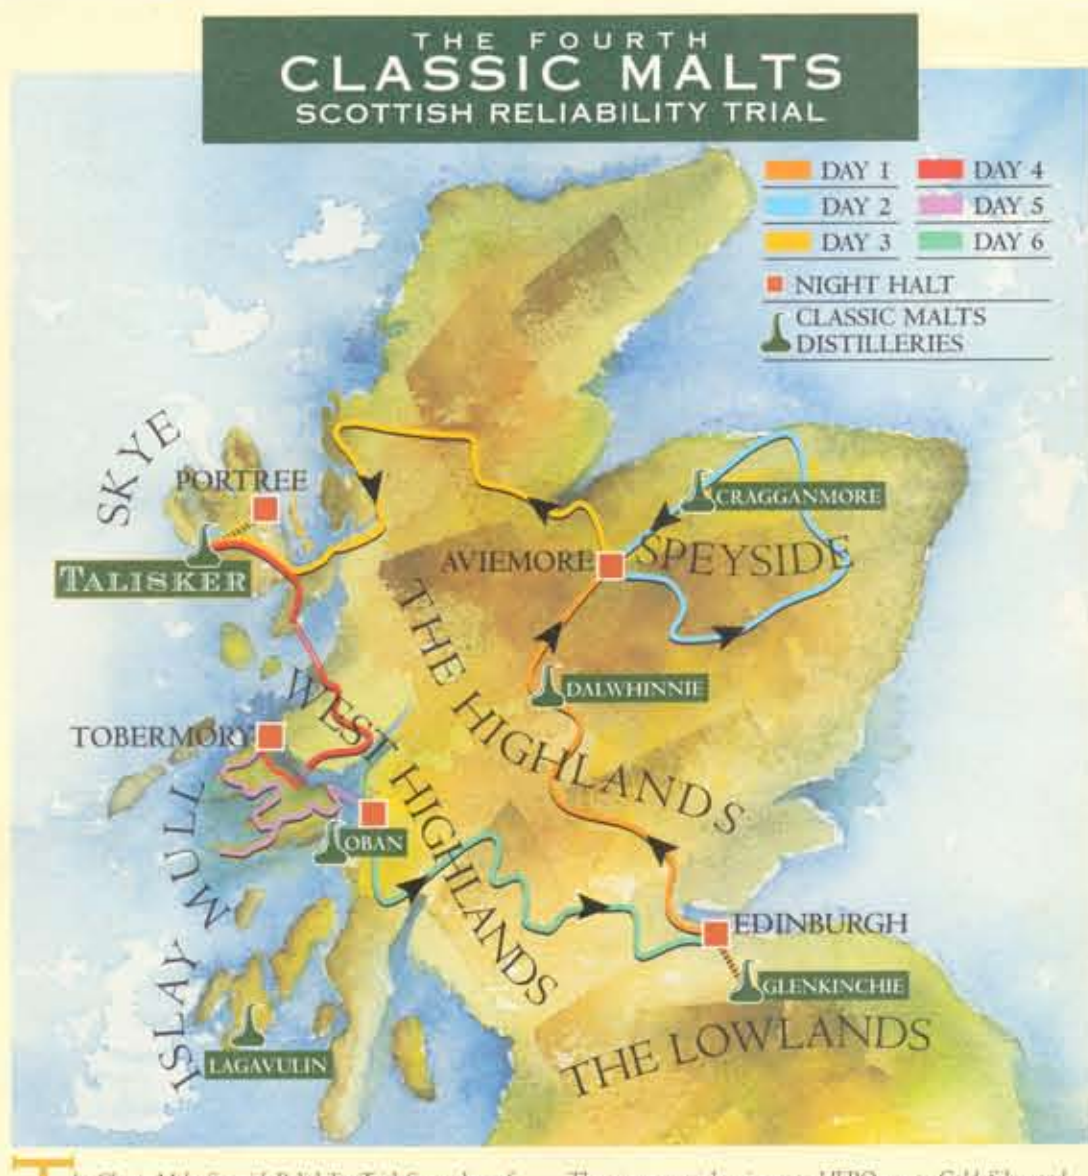 THE FOURTH
CLASSIC MALTS
SCOTTISH RELIABILITY TRIAL
DAY 1
DAY 4
DAY 2
DAY 5
DAY 3
DAY 6
NIGHT HALT
CLASSIC MALTS
DISTILLERIES
SKYE
PORTREE
TALISKER
CRAGGANMORE
AVIEMORE
SPEYSIDE
THE HIGHLANDS
DALWHINNIE
WEST HIGHLANDS
TOBERMORY
MULL
OBAN
EDINBURGH
GLENKINCHIE
ISLAY
LAGAVULIN
THE LOWLANDS